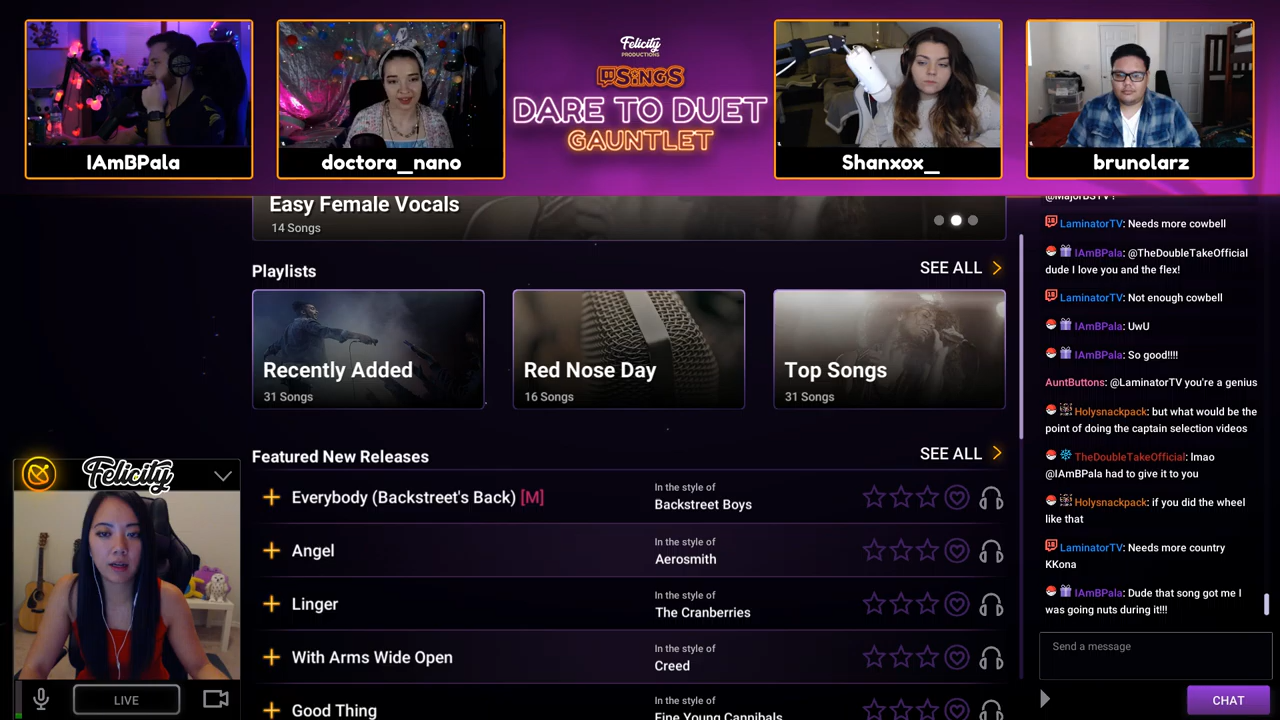 IAmBPala
doctora__nano
Felicity
PRODUCTIONS
SINGS
DARE TO DUET
GAUNTLET
Shanxox_
brunolarz
Easy Female Vocals
14 Songs
Playlists
SEE ALL
Recently Added
31 Songs
Red Nose Day
16 Songs
Top Songs
31 Songs
Featured New Releases
SEE ALL
Everybody (Backstreet's Back) [M]
In the style of
Backstreet Boys
Angel
In the style of
Aerosmith
Linger
In the style of
The Cranberries
With Arms Wide Open
In the style of
Creed
Good Thing
In the style of
Fine Young Cannibals
Felicity
LIVE
@MajorBSTV ?
LaminatorTV: Needs more cowbell
IAmBPala: @TheDoubleTakeOfficial
dude I love you and the flex!
LaminatorTV: Not enough cowbell
IAmBPala: UwU
IAmBPala: So good!!!!
AuntButtons: @LaminatorTV you're a genius
Holysnackpack: but what would be the
point of doing the captain selection videos
TheDoubleTakeOfficial: lmao
@IAmBPala had to give it to you
Holysnackpack: if you did the wheel
like that
LaminatorTV: Needs more country
KKona
IAmBPala: Dude that song got me I
was going nuts during it!!!
Send a message
CHAT